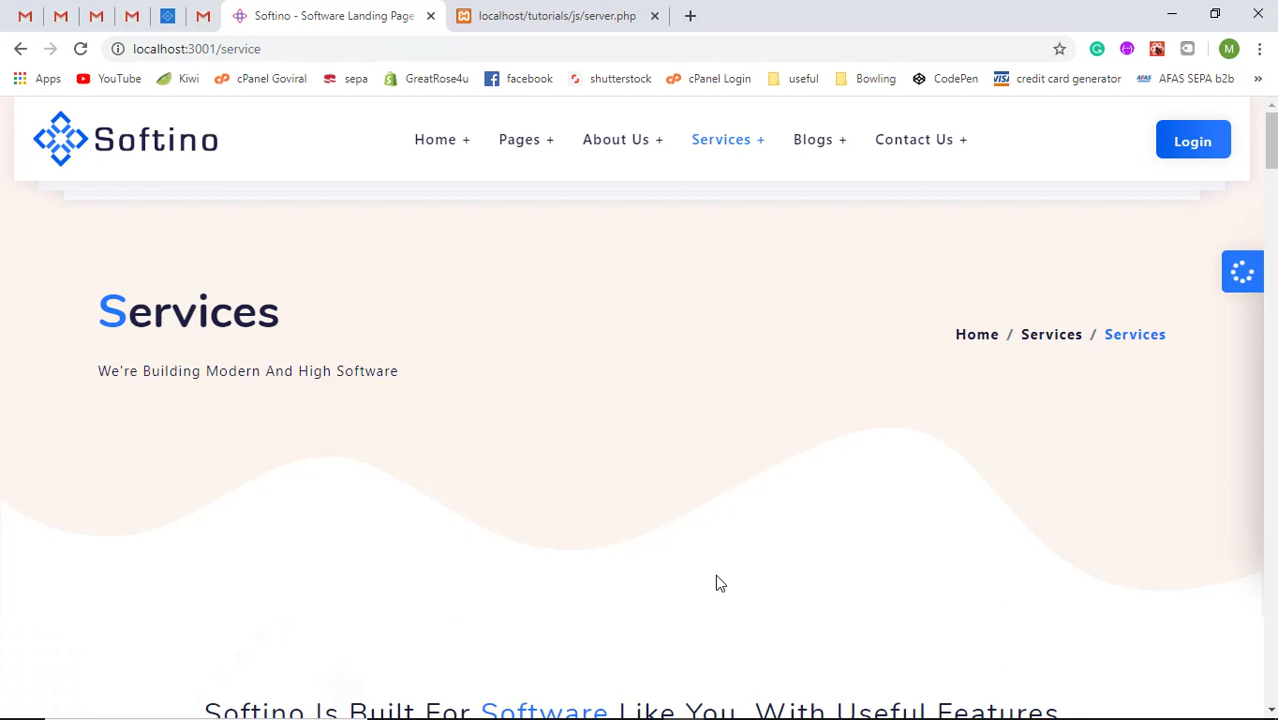 Softino - Software Landing Page
localhost/tutorials/js/server.php
localhost:3001/service
M
Apps YouTube Kiwi cPanel Goviral sepa GreatRose4u facebook shutterstock cPanel Login useful Bowling CodePen VISA credit card generator AFAS AFAS SEPA b2b »
Softino Home + Pages + About Us + Services + Blogs + Contact Us + Login
Services
Home / Services / Services
We're Building Modern And High Software
Softino Is Built For Software Like You, With Useful Features